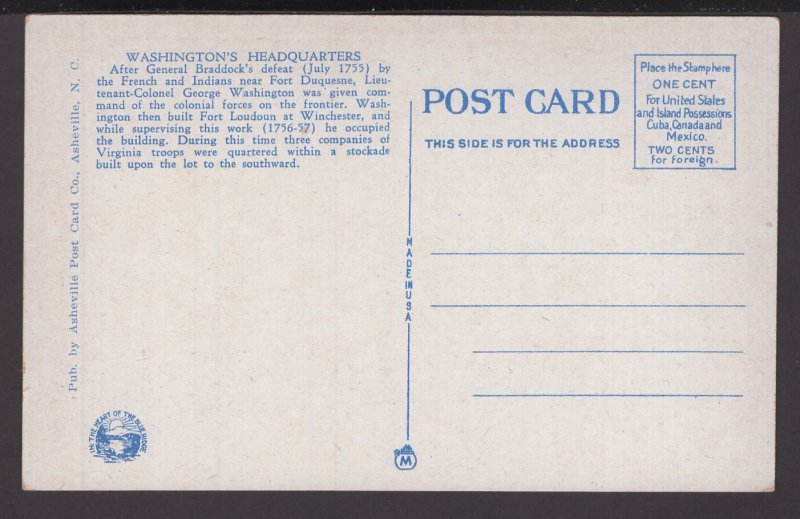 WASHINGTON'S HEADQUARTERS
After General Braddock's defeat (July 1755) by
the French and Indians near Fort Duquesne, Lieu-
tenant-Colonel George Washington was given com-
mand of the colonial forces on the frontier. Wash-
ington then built Fort Loudoun at Winchester, and
while supervising this work (1756-57) he occupied
the building. During this time three companies of
Virginia troops were quartered within a stockade
built upon the lot to the southward.
Pub. by Asheville Post Card Co., Asheville, N. C.
IN THE HEART OF THE BLUE RIDGE
MADE IN USA
M
POST CARD
THIS SIDE IS FOR THE ADDRESS
Place the Stamp here
ONE CENT
For United States
and Island Possessions
Cuba, Canada and
Mexico.
TWO CENTS
for foreign.